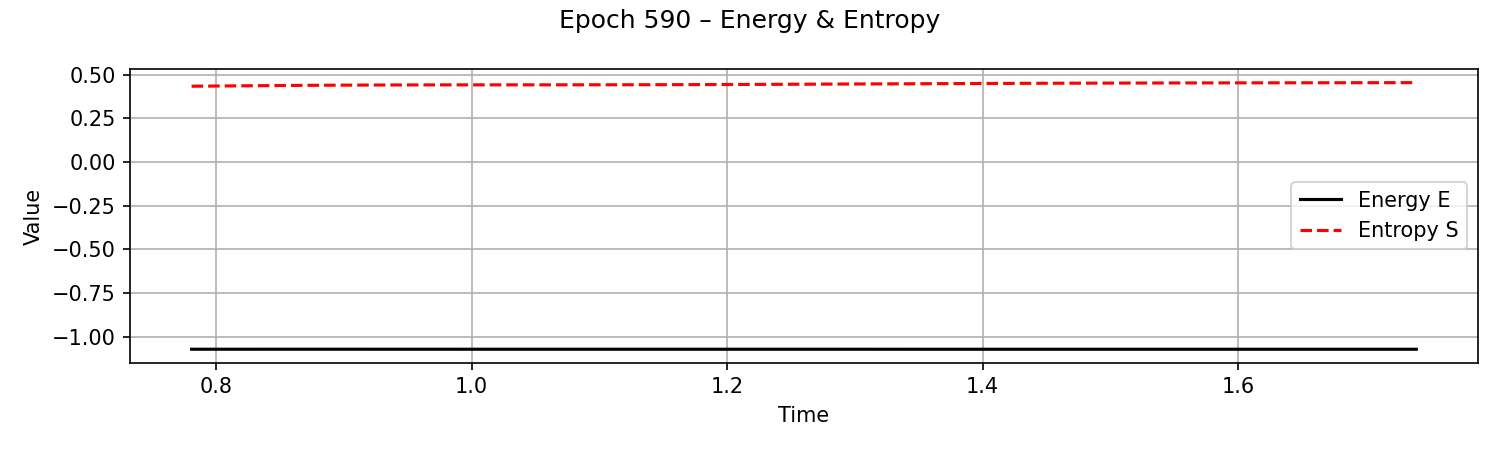 Epoch 590 – Energy & Entropy
0.50
0.25
0.00
−0.25
−0.50
−0.75
−1.00
Value
Energy E
Entropy S
0.8 1.0 1.2 1.4 1.6
Time